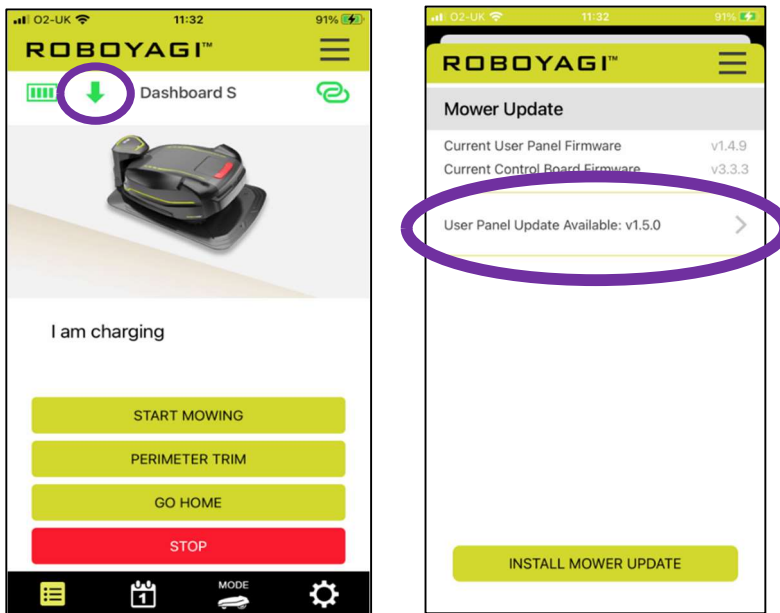 O2-UK 11:32 91%
ROBOYAGI™
Dashboard S
I am charging
START MOWING
PERIMETER TRIM
GO HOME
STOP
1
MODE
O2-UK 11:32 91%
ROBOYAGI™
Mower Update
Current User Panel Firmware v1.4.9
Current Control Board Firmware v3.3.3
User Panel Update Available: v1.5.0
INSTALL MOWER UPDATE